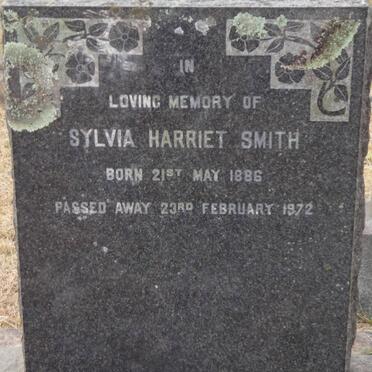 IN
LOVING MEMORY OF
SYLVIA HARRIET SMITH
BORN 21ST MAY 1886
PASSED AWAY 23RD FEBRUARY 1972